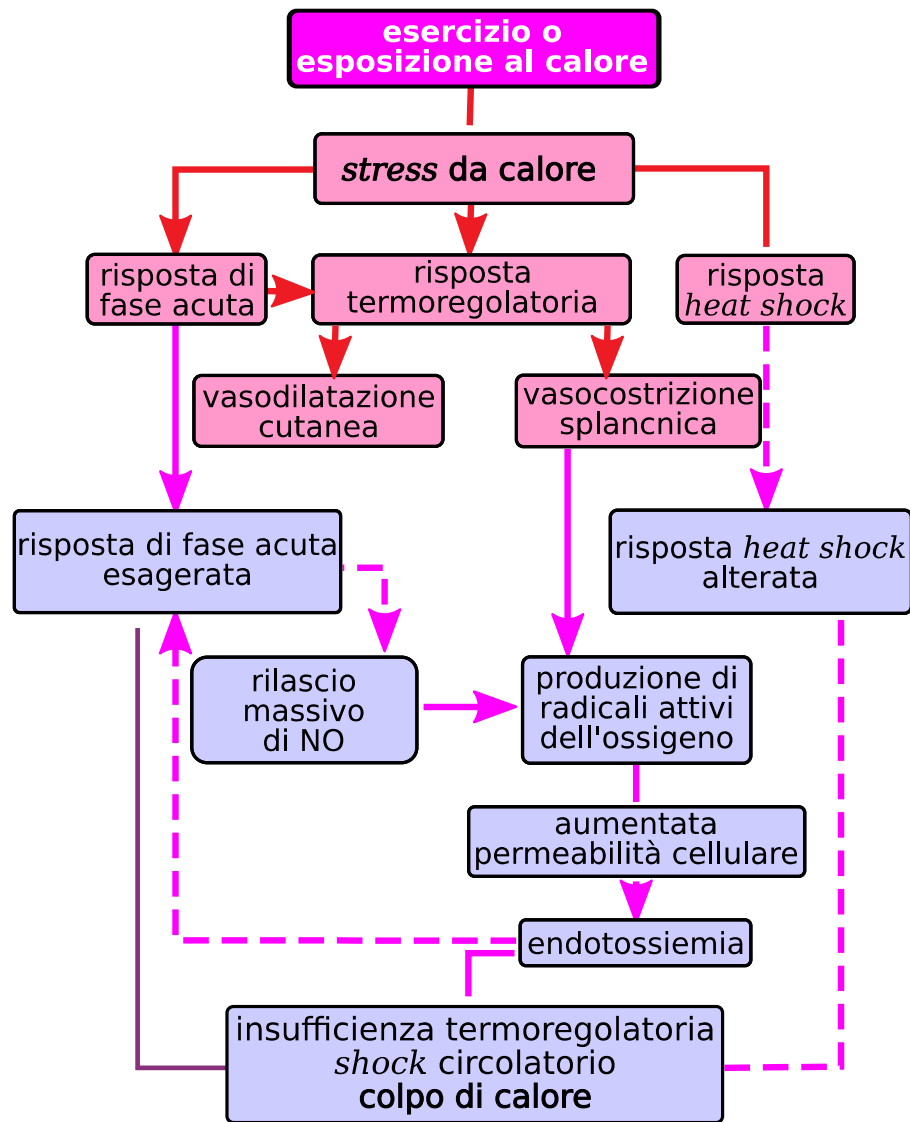 esercizio o
esposizione al calore
stress da calore
risposta di
fase acuta
risposta
termoregolatoria
risposta
heat shock
vasodilatazione
cutanea
vasocostrizione
splancnica
risposta di fase acuta
esagerata
risposta heat shock
alterata
rilascio
massivo
di NO
produzione di
radicali attivi
dell'ossigeno
aumentata
permeabilità cellulare
endotossiemia
insufficienza termoregolatoria
shock circolatorio
colpo di calore